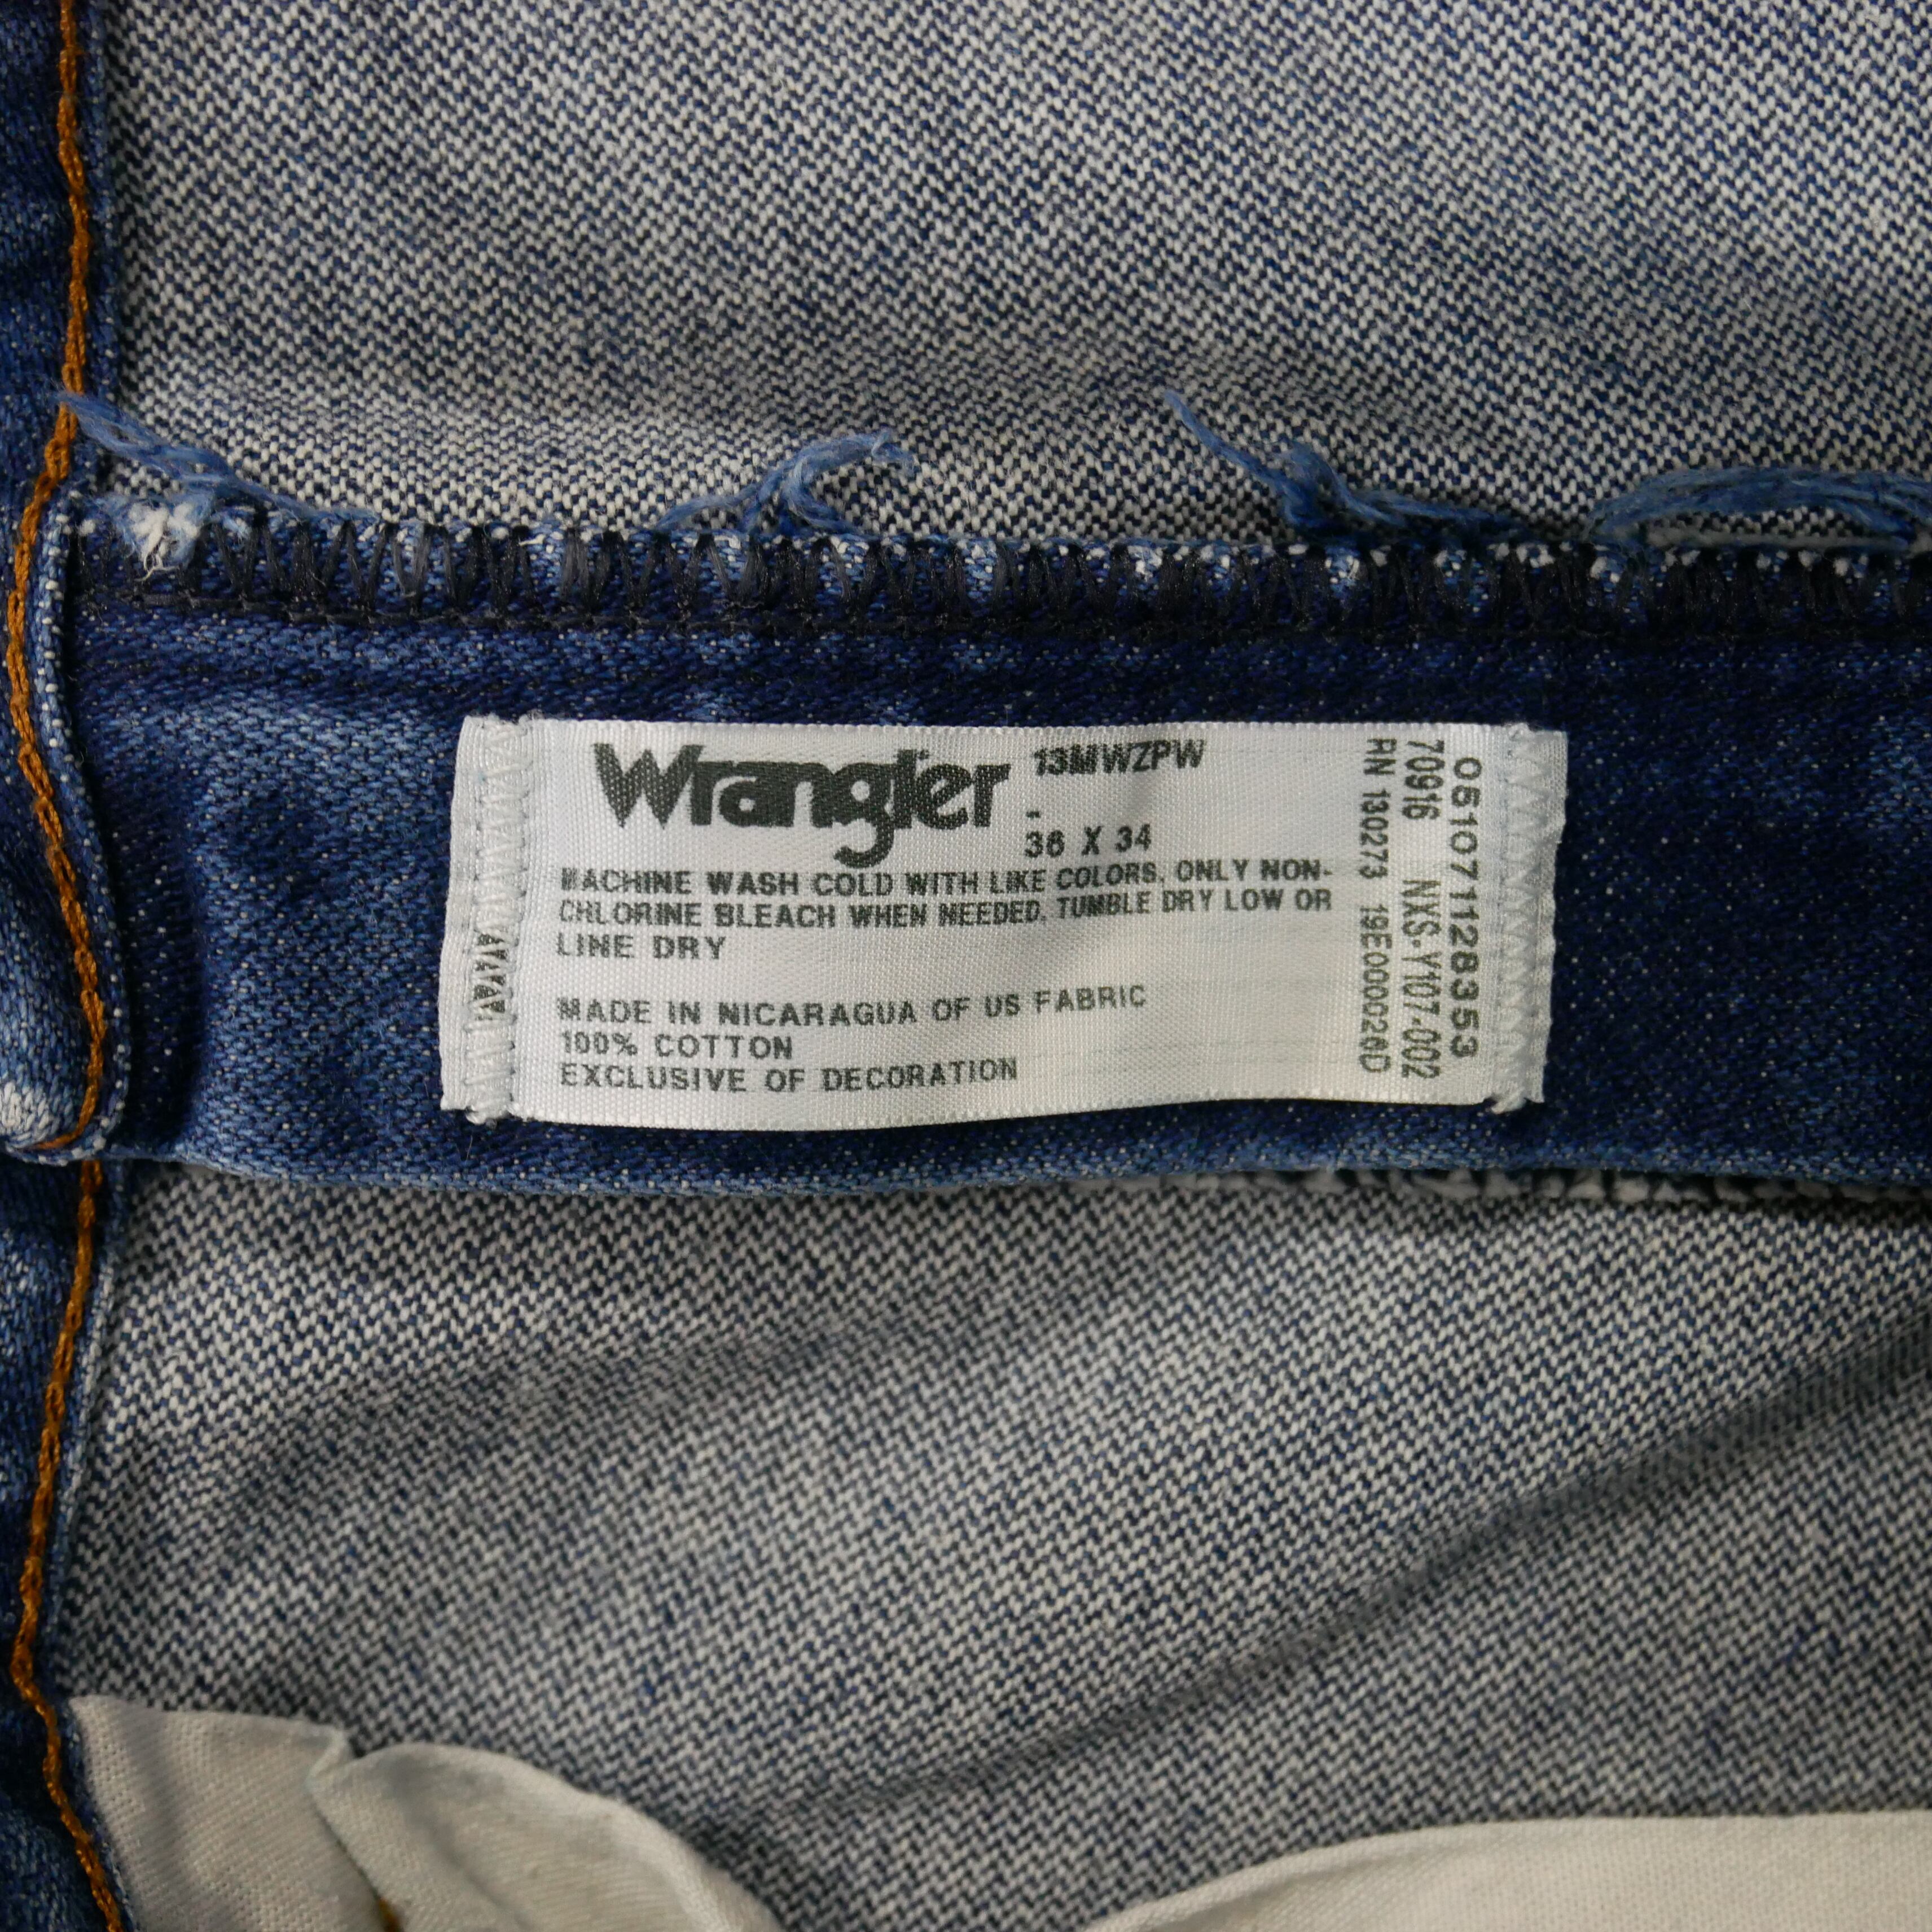 Wrangler
13MWZPW
-
36 X 34
MACHINE WASH COLD WITH LIKE COLORS. ONLY NON-
CHLORINE BLEACH WHEN NEEDED. TUMBLE DRY LOW OR
LINE DRY
MADE IN NICARAGUA OF US FABRIC
100% COTTON
EXCLUSIVE OF DECORATION
051071128353
70916 NXS-Y107-002
RN 130273 19E000026D